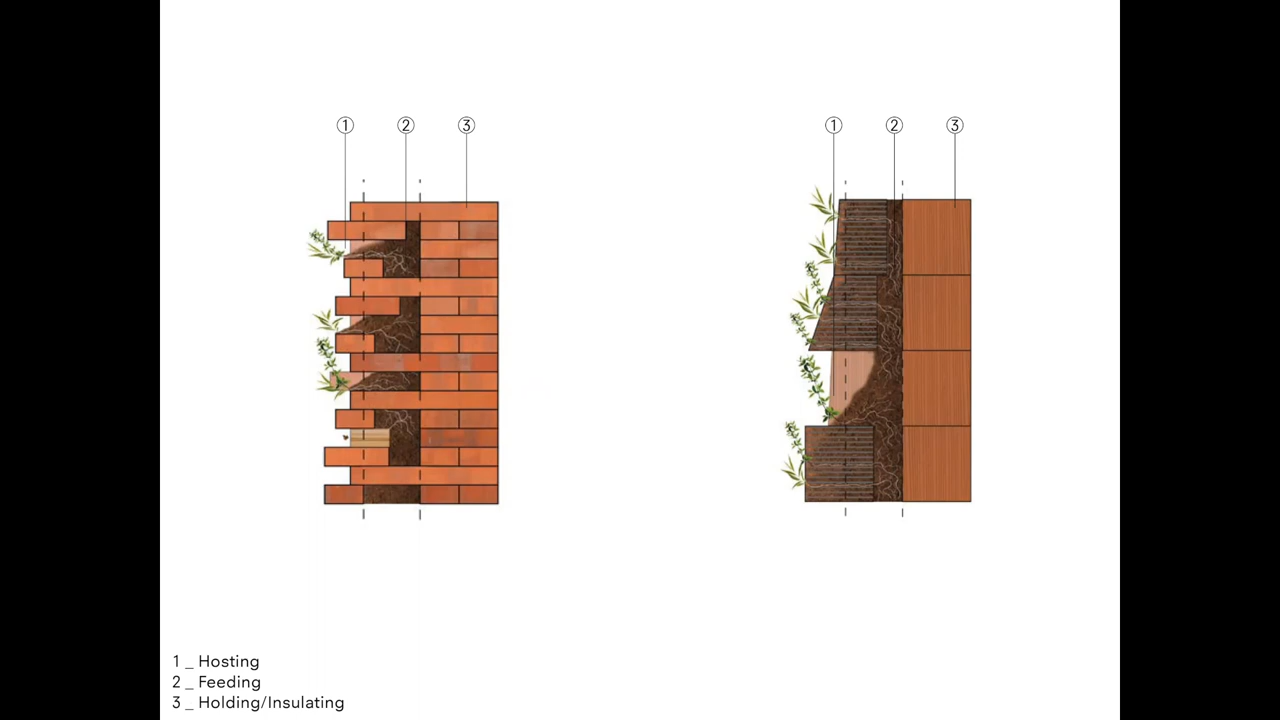 1 2 3
1 2 3
1 _ Hosting
2 _ Feeding
3 _ Holding/Insulating